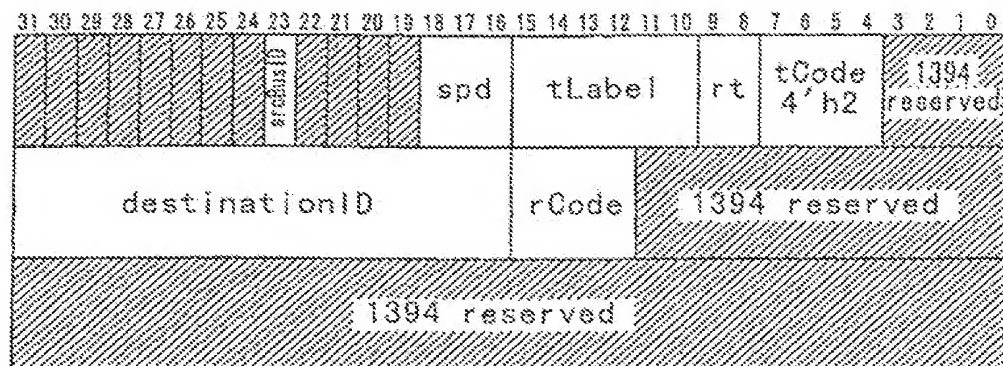 31 30 29 28 27 26 25 24 23 22 21 20 19 18 17 16 15 14 13 12 11 10 9 8 7 6 5 4 3 2 1 0
srcBusID spd tLabel rt tCode 1394
4'h2 reserved
destinationID rCode 1394 reserved
1394 reserved